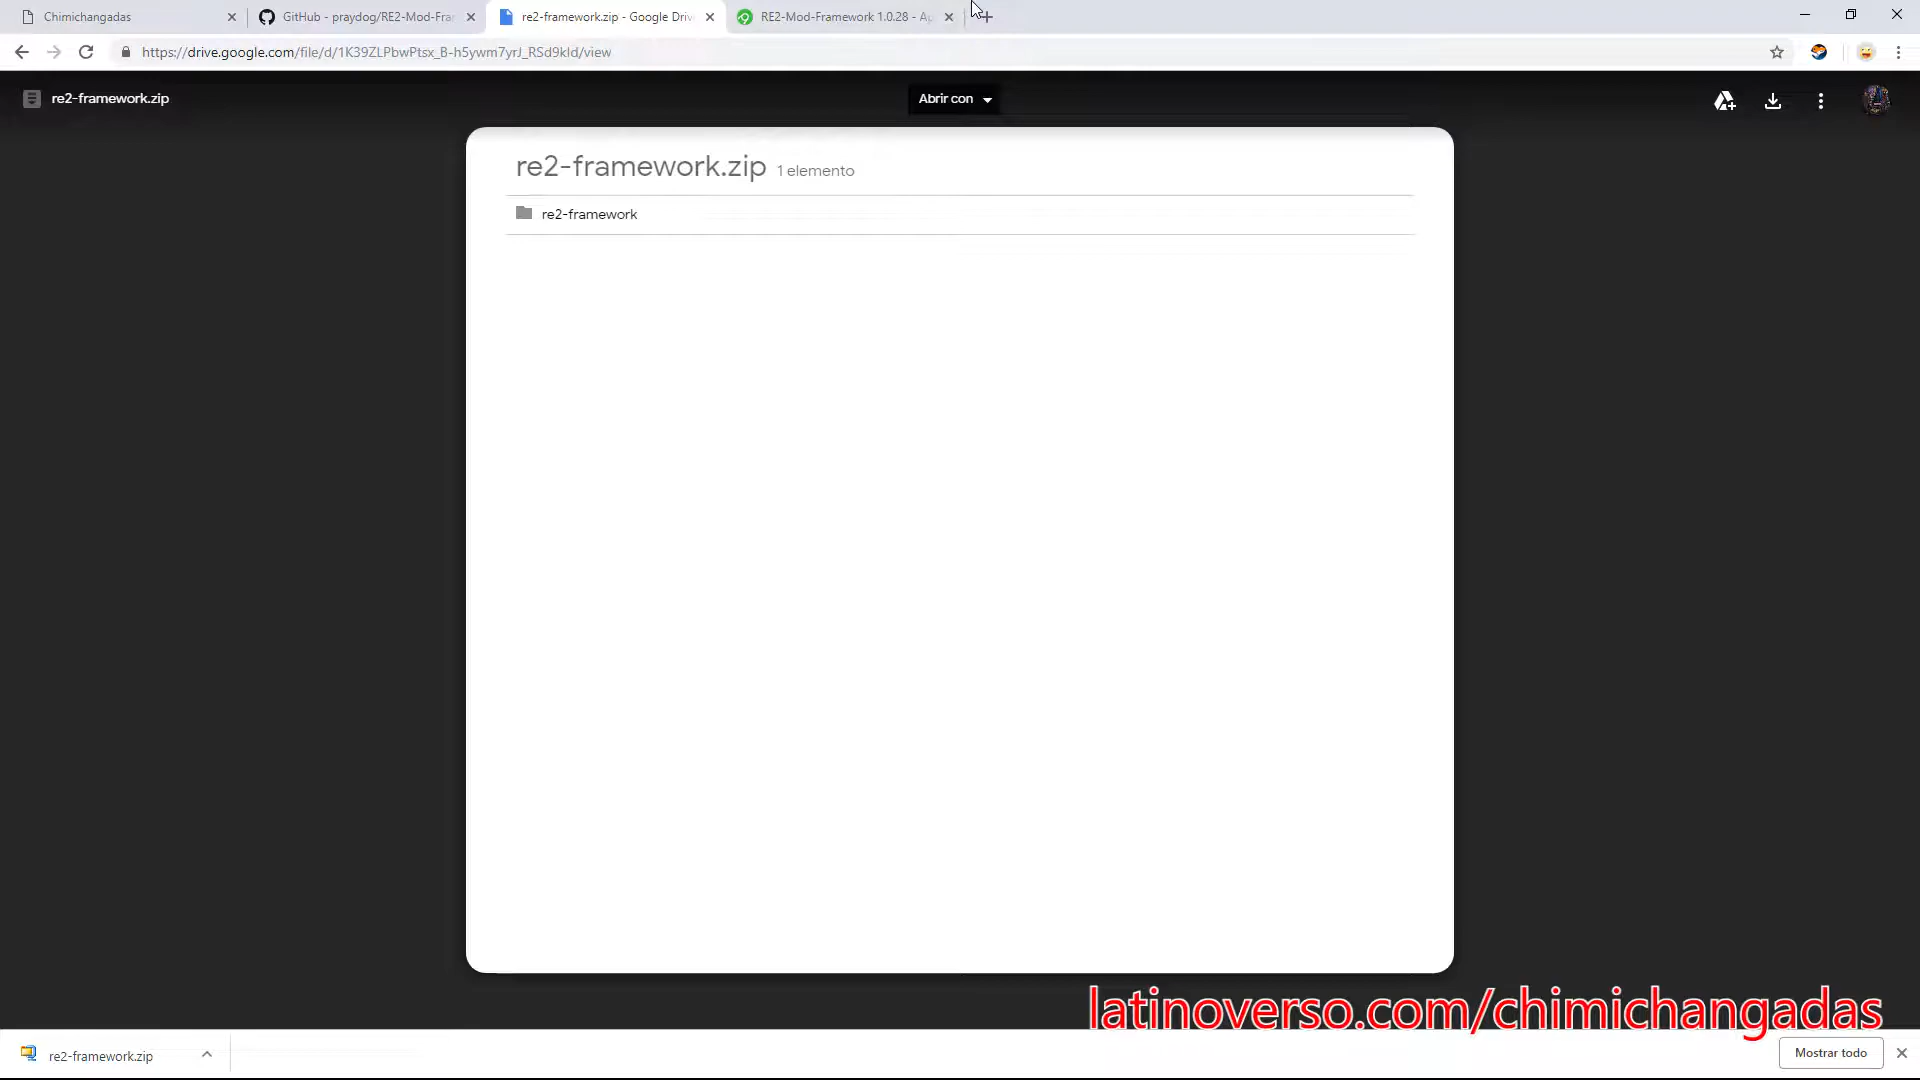 Chimichangadas
GitHub - praydog/RE2-Mod-Fra
re2-framework.zip - Google Driv
RE2-Mod-Framework 1.0.28 - Ap
https://drive.google.com/file/d/1K39ZLPbwPtsx_B-h5ywm7yrJ_RSd9kId/view
re2-framework.zip
Abrir con
re2-framework.zip 1 elemento
re2-framework
latinoverso.com/chimichangadas
re2-framework.zip
Mostrar todo